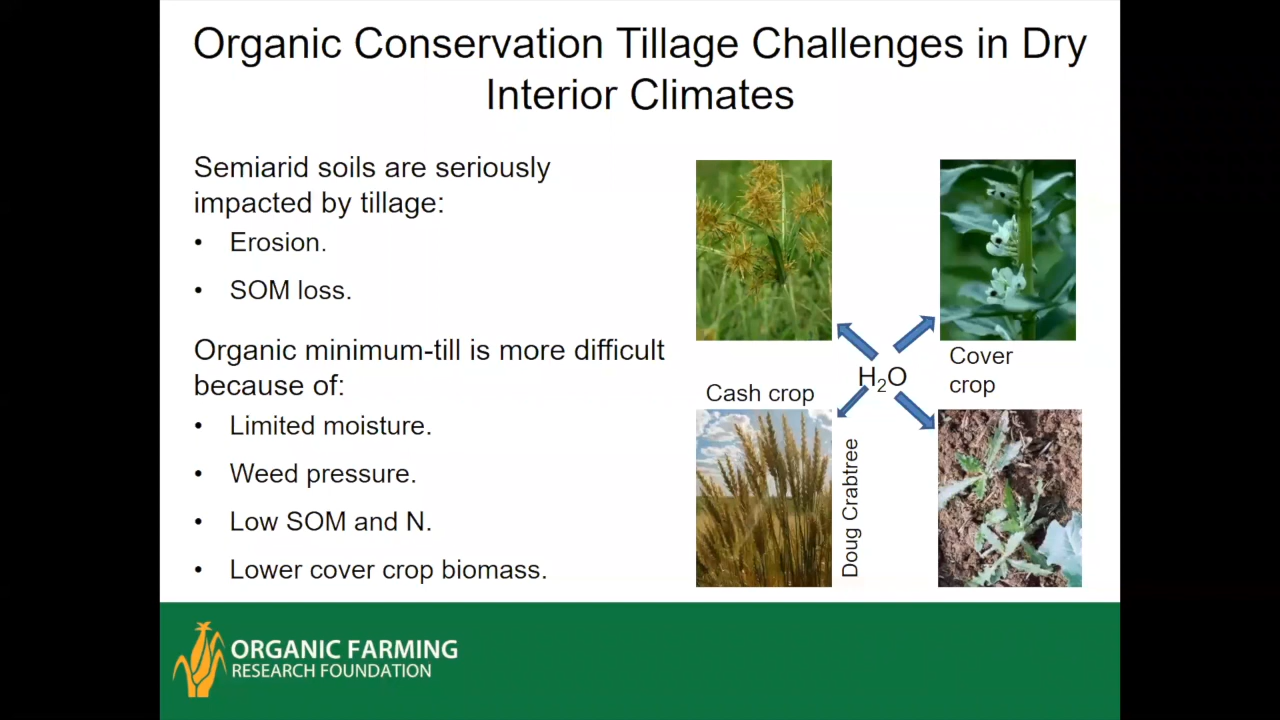 Organic Conservation Tillage Challenges in Dry
Interior Climates
Semiarid soils are seriously
impacted by tillage:
• Erosion.
• SOM loss.
Organic minimum-till is more difficult
because of:
• Limited moisture.
• Weed pressure.
• Low SOM and N.
• Lower cover crop biomass.
Cover
crop
H₂O
Cash crop
Doug Crabtree
ORGANIC FARMING
RESEARCH FOUNDATION